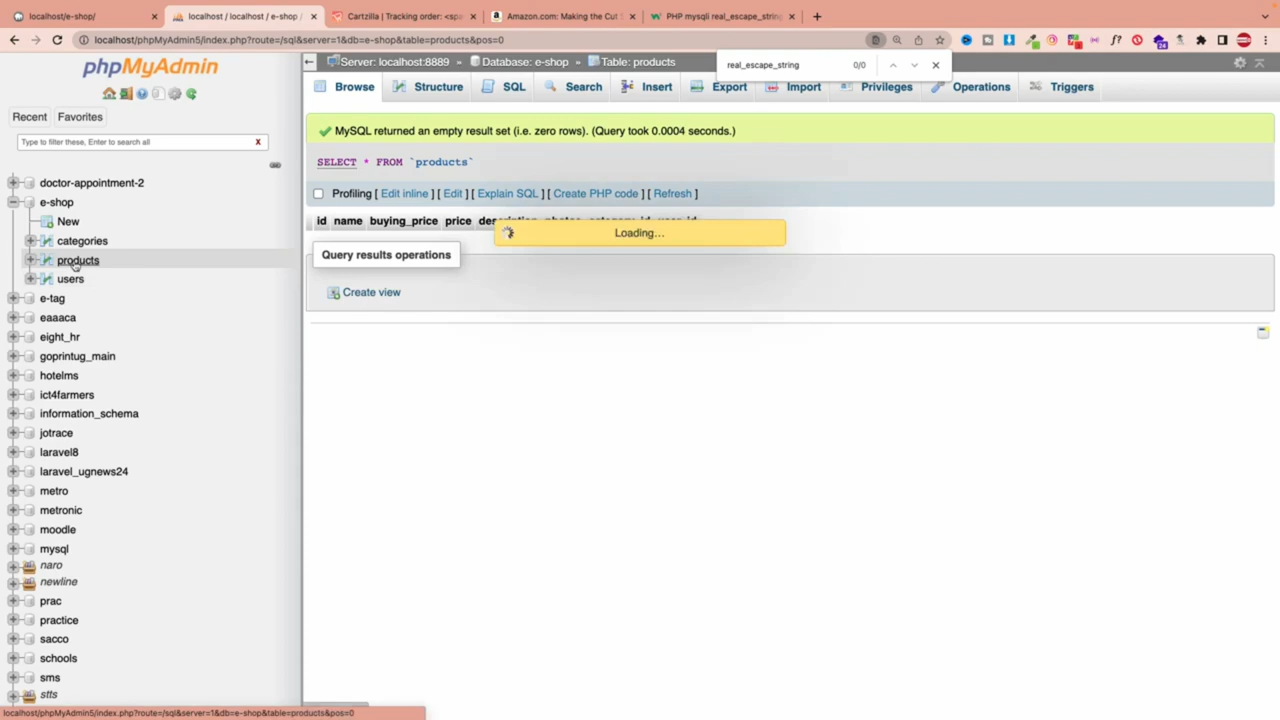 localhost/e-shop/
localhost / localhost / e-shop /
Cartzilla | Tracking order: <spa
Amazon.com: Making the Cut S
PHP mysqli real_escape_string
localhost/phpMyAdmin5/index.php?route=/sql&server=1&db=e-shop&table=products&pos=0
real_escape_string 0/0
phpMyAdmin
Recent Favorites
Type to filter these, Enter to search all X
doctor-appointment-2
e-shop
New
categories
products
users
e-tag
eaaaca
eight_hr
goprintug_main
hotelms
ict4farmers
information_schema
jotrace
laravel8
laravel_ugnews24
metro
metronic
moodle
mysql
naro
newline
prac
practice
sacco
schools
sms
stts
Server: localhost:8889 » Database: e-shop » Table: products
Browse Structure SQL Search Insert Export Import Privileges Operations Triggers
MySQL returned an empty result set (i.e. zero rows). (Query took 0.0004 seconds.)
SELECT * FROM `products`
Profiling [ Edit inline ] [ Edit ] [ Explain SQL ] [ Create PHP code ] [ Refresh ]
id name buying_price price description photos category_id user_id
Loading…
Query results operations
Create view
localhost/phpMyAdmin5/index.php?route=/sql&server=1&db=e-shop&table=products&pos=0